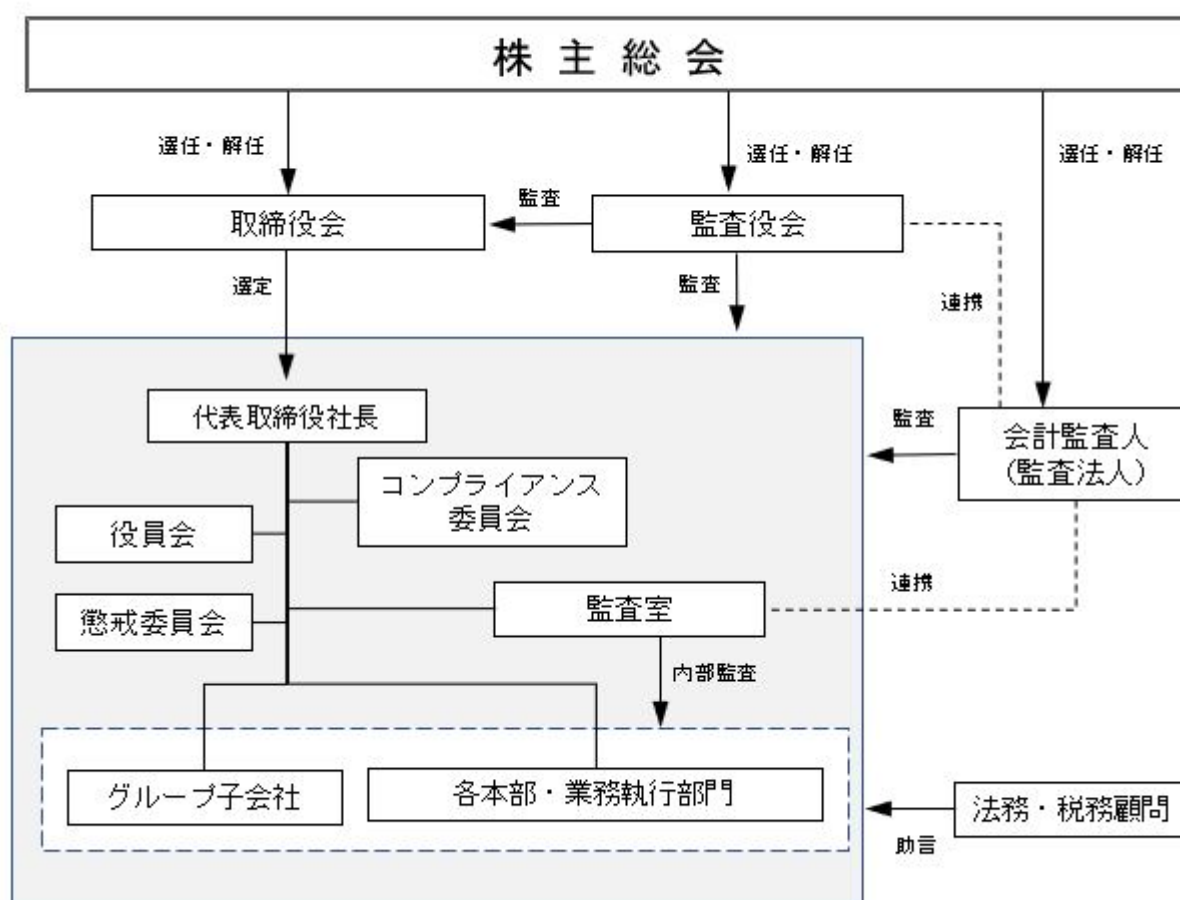 株主総会
選任・解任
選任・解任
選任・解任
取締役会
監査
監査役会
選定
監査
連携
代表取締役社長
監査
会計監査人
(監査法人)
コンプライアンス
委員会
役員会
監査室
連携
懲戒委員会
内部監査
グループ子会社
各本部・業務執行部門
法務・税務顧問
助言